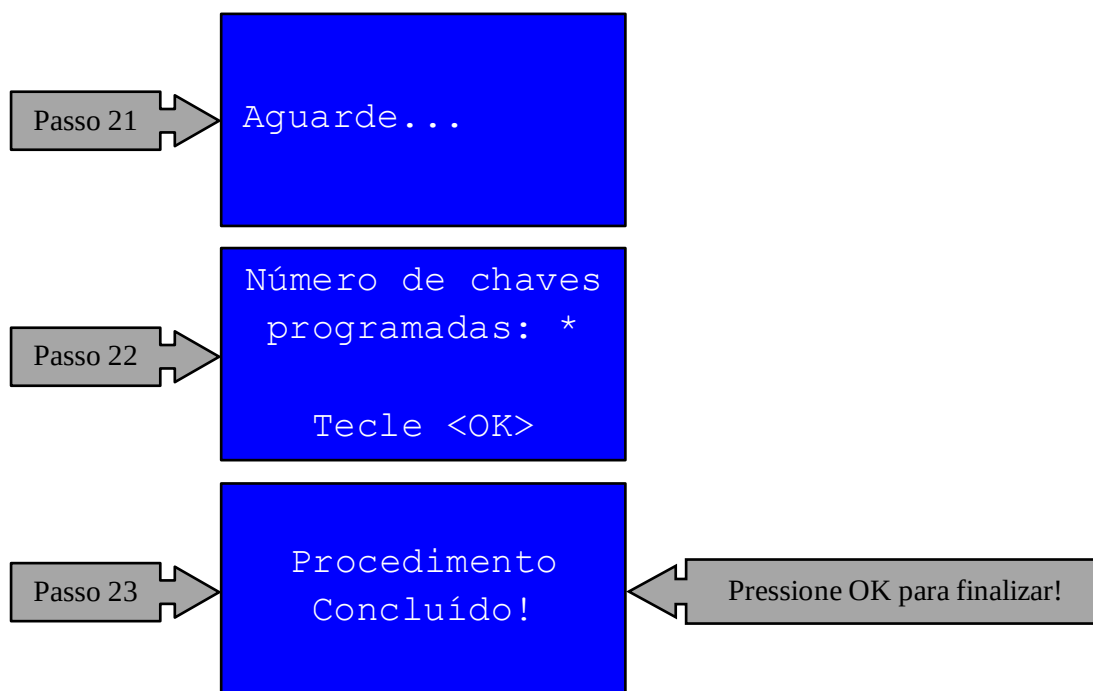 Passo 21
Aguarde...
Passo 22
Número de chaves
programadas: *
Tecle <OK>
Passo 23
Procedimento
Concluído!
Pressione OK para finalizar!